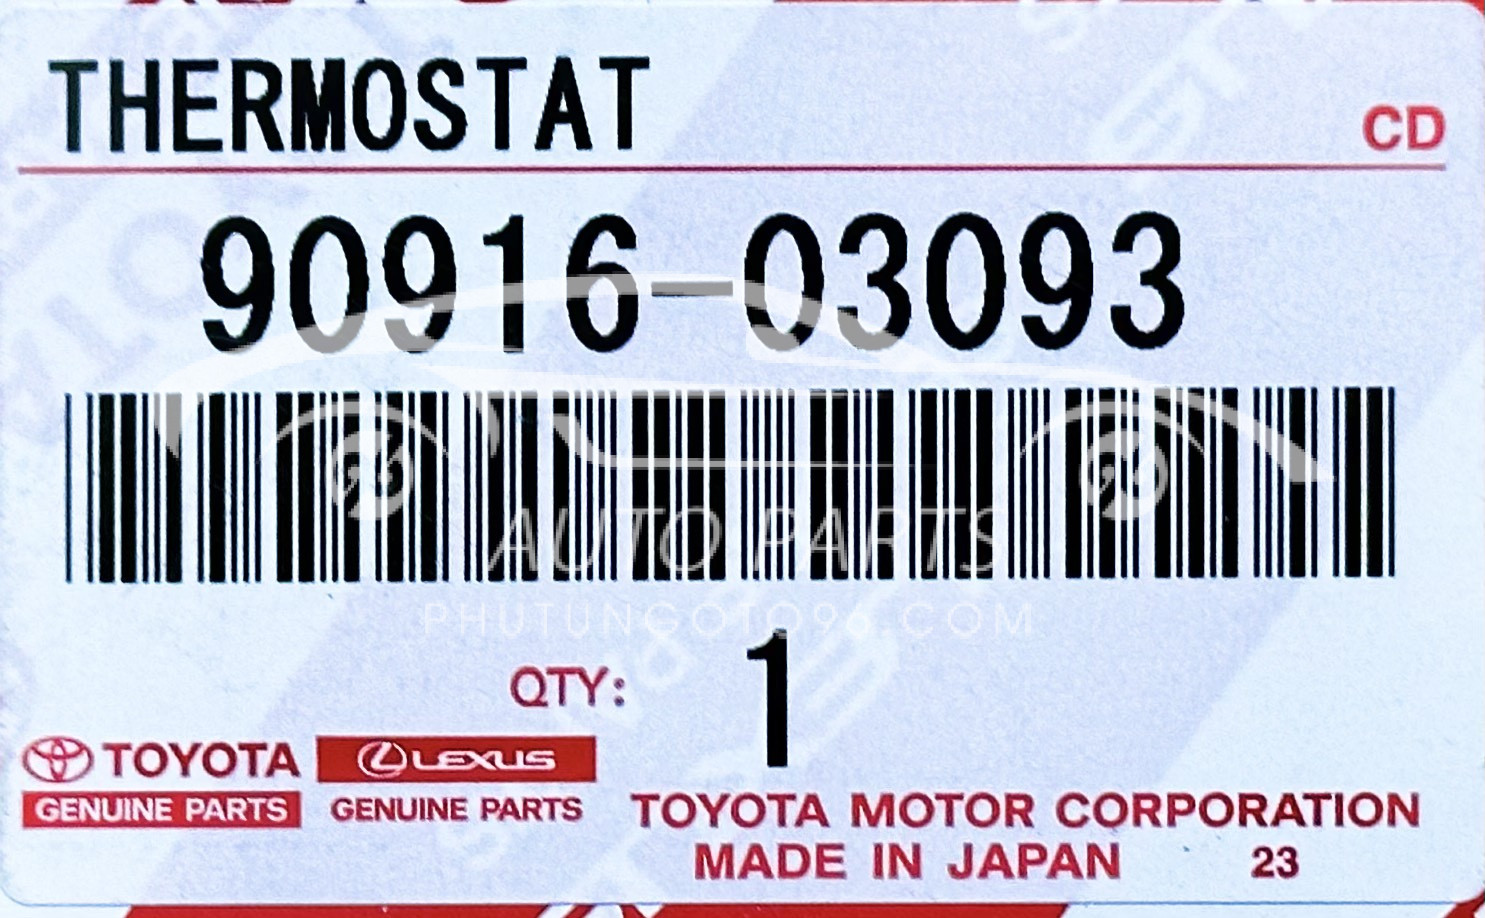 THERMOSTAT
CD
90916-03093
AUTO PARTS
PHUTUNGOTO96.COM
QTY: 1
TOYOTA
GENUINE PARTS
LEXUS
GENUINE PARTS
TOYOTA MOTOR CORPORATION
MADE IN JAPAN 23